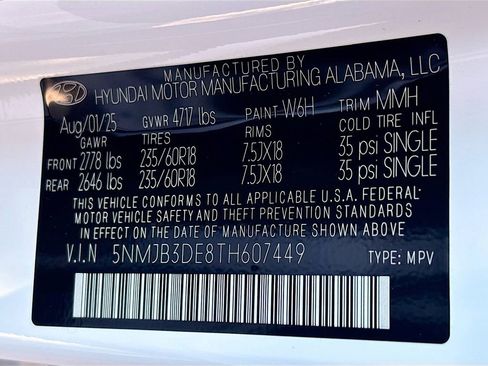 MANUFACTURED BY
HYUNDAI MOTOR MANUFACTURING ALABAMA, LLC
Aug/01/25 GVWR 4717 lbs PAINT W6H TRIM MMH
GAWR TIRES RIMS COLD TIRE INFL
FRONT 2778 lbs 235/60R18 7.5JX18 35 psi SINGLE
REAR 2646 lbs 235/60R18 7.5JX18 35 psi SINGLE
THIS VEHICLE CONFORMS TO ALL APPLICABLE U.S.A. FEDERAL
MOTOR VEHICLE SAFETY AND THEFT PREVENTION STANDARDS
IN EFFECT ON THE DATE OF MANUFACTURE SHOWN ABOVE
V.I.N 5NMJB3DE8TH607449 TYPE: MPV